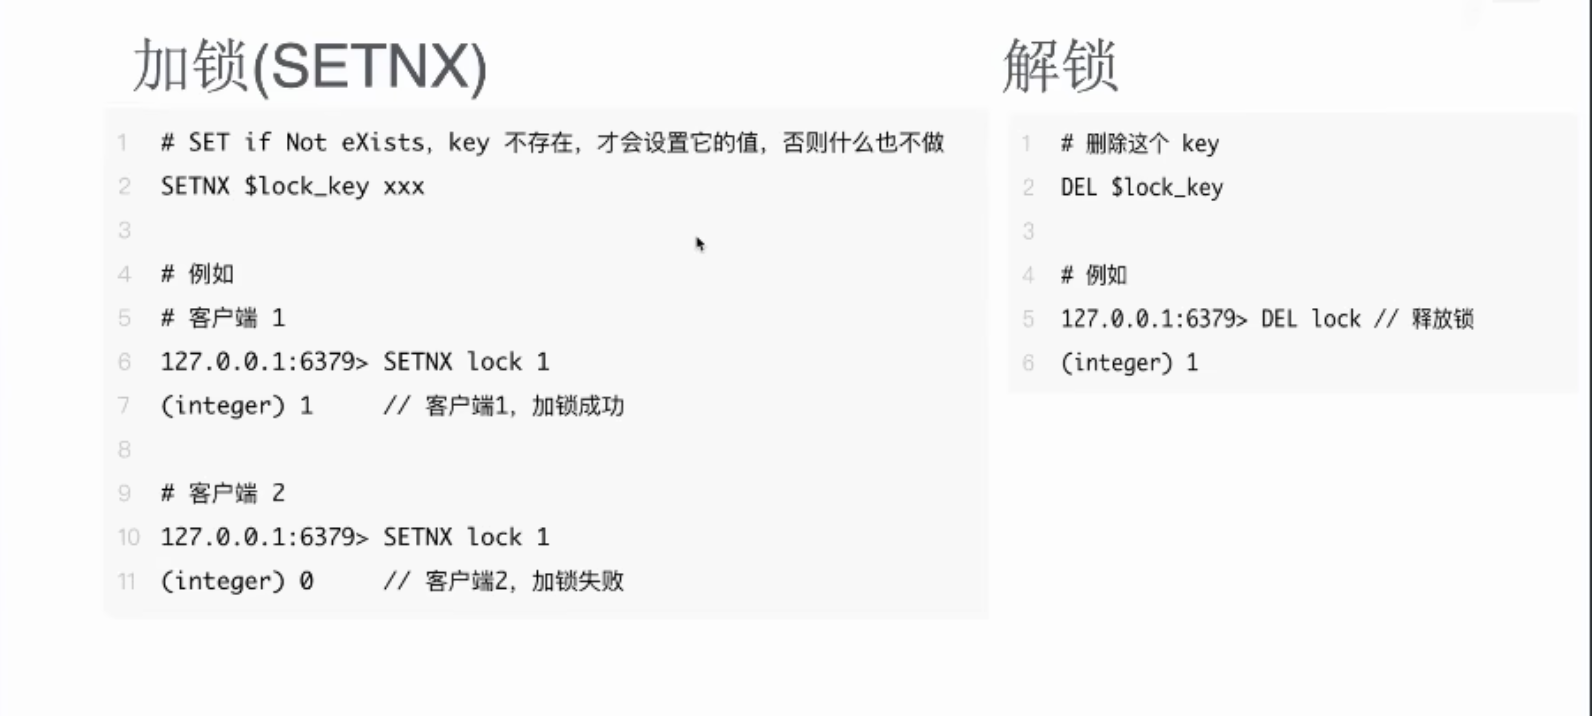 加锁(SETNX)
1 # SET if Not eXists, key 不存在，才会设置它的值，否则什么也不做
2 SETNX $lock_key xxx
3
4 # 例如
5 # 客户端 1
6 127.0.0.1:6379> SETNX lock 1
7 (integer) 1 // 客户端1，加锁成功
8
9 # 客户端 2
10 127.0.0.1:6379> SETNX lock 1
11 (integer) 0 // 客户端2，加锁失败
解锁
1 # 删除这个 key
2 DEL $lock_key
3
4 # 例如
5 127.0.0.1:6379> DEL lock // 释放锁
6 (integer) 1